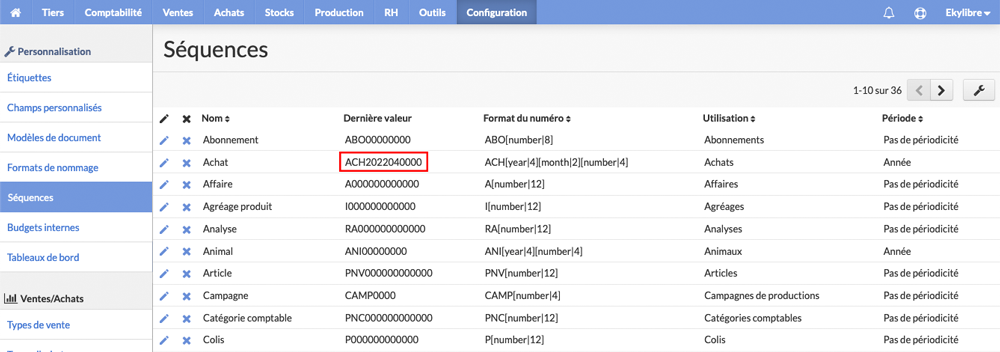 Tiers Comptabilité Ventes Achats Stocks Production RH Outils Configuration Ekylibre
Personnalisation
Étiquettes
Champs personnalisés
Modèles de document
Formats de nommage
Séquences
Budgets internes
Tableaux de bord
Ventes/Achats
Types de vente
Séquences
1-10 sur 36
Nom Dernière valeur Format du numéro Utilisation Période
Abonnement ABO00000000 ABO[number|8] Abonnements Pas de périodicité
Achat ACH2022040000 ACH[year|4][month|2][number|4] Achats Année
Affaire A000000000000 A[number|12] Affaires Pas de périodicité
Agréage produit I000000000000 I[number|12] Agréages Pas de périodicité
Analyse RA000000000000 RA[number|12] Analyses Pas de périodicité
Animal ANI00000000 ANI[year|4][number|4] Animaux Année
Article PNV000000000000 PNV[number|12] Articles Pas de périodicité
Campagne CAMP0000 CAMP[number|4] Campagnes de productions Pas de périodicité
Catégorie comptable PNC000000000000 PNC[number|12] Catégories comptables Pas de périodicité
Colis P000000000000 P[number|12] Colis Pas de périodicité